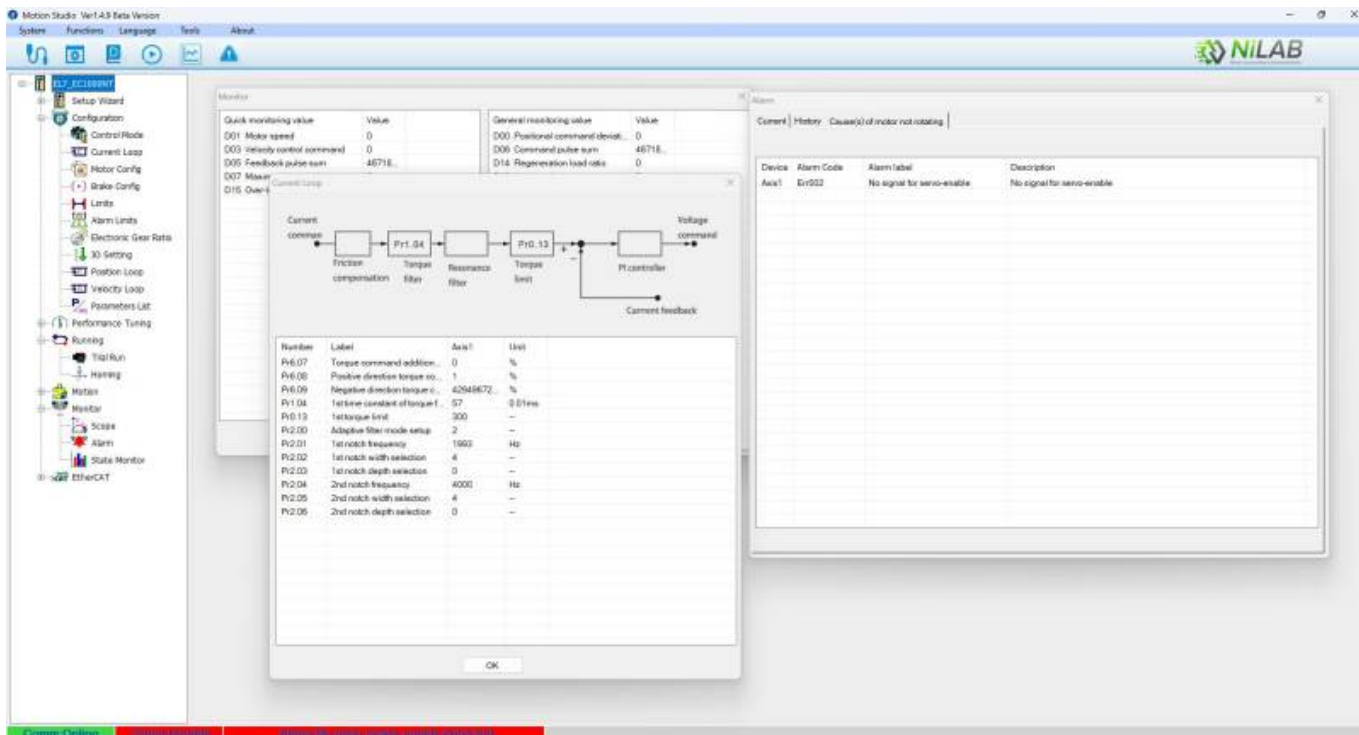 Motion Studio Ver1.4.9 Beta Version
System Functions Language Tools About
NiLAB
Setup Wizard
Configuration
Control Mode
Current Loop
Motor Config
Brake Config
Limits
Alarm Limits
Electronic Gear Ratio
IO Setting
Position Loop
Velocity Loop
Parameters List
Performance Tuning
Running
Trial Run
Homing
Motion
Monitor
Scope
Alarm
State Monitor
EtherCAT
Monitor
Quick monitoring value Value
D01 Motor speed 0
D03 Velocity control command 0
D05 Feedback pulse sum 46718...
D07
D15
General monitoring value Value
D00 Positional command deviati... 0
D06 Command pulse sum 46718...
D14 Regeneration load ratio 0
Current Loop
Current
comman
Pr1.04
Pr0.13
+
−
Voltage
command
Friction
compensation
Torque
filter
Resonance
filter
Torque
limit
PI controller
Current feedback
Number Label Axis1 Unit
Pr6.07 Torque command addition... 0 %
Pr6.08 Positive direction torque co... 1 %
Pr6.09 Negative direction torque c... 42949672... %
Pr1.04 1st time constant of torque f... 57 0.01ms
Pr0.13 1st torque limit 300 --
Pr2.00 Adaptive filter mode setup 2 --
Pr2.01 1st notch frequency 1993 Hz
Pr2.02 1st notch width selection 4 --
Pr2.03 1st notch depth selection 0 --
Pr2.04 2nd notch frequency 4000 Hz
Pr2.05 2nd notch width selection 4 --
Pr2.06 2nd notch depth selection 0 --
OK
Alarm
Current History Cause(s) of motor not rotating
Device Alarm Code Alarm label Description
Axis1 Err002 No signal for servo-enable No signal for servo-enable
Comm:Online